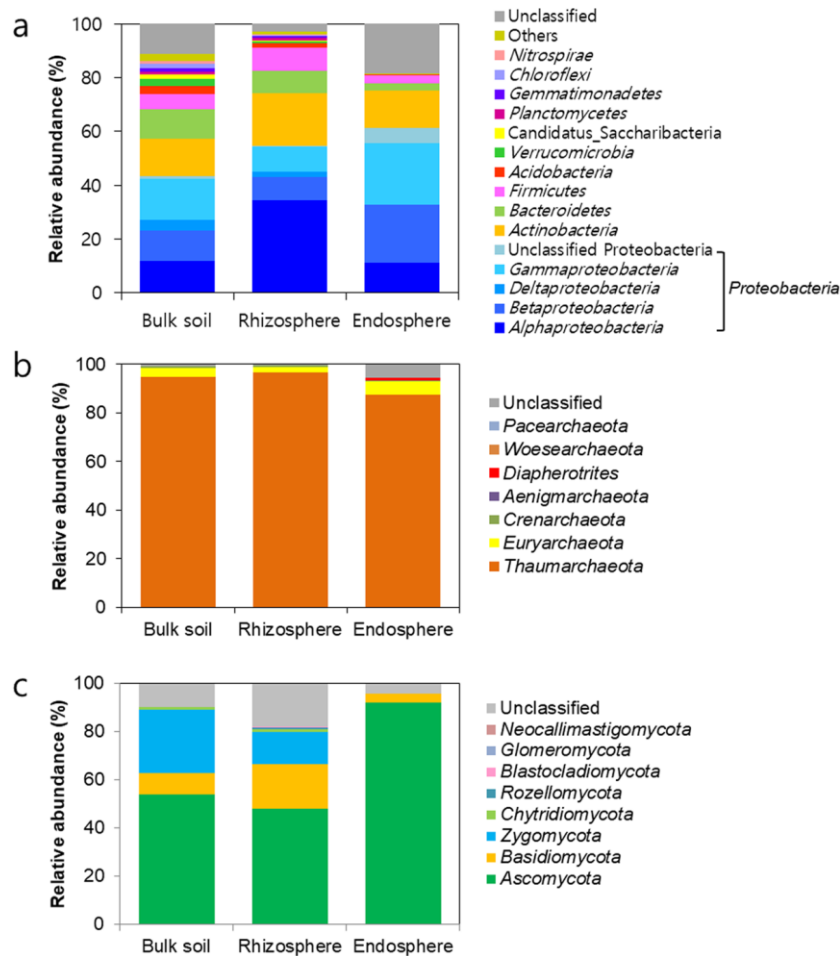 a
Relative abundance (%)
100
80
60
40
20
0
Bulk soil Rhizosphere Endosphere
Unclassified
Others
Nitrospirae
Chloroflexi
Gemmatimonadetes
Planctomycetes
Candidatus_Saccharibacteria
Verrucomicrobia
Acidobacteria
Firmicutes
Bacteroidetes
Actinobacteria
Unclassified Proteobacteria
Gammaproteobacteria
Deltaproteobacteria
Betaproteobacteria
Alphaproteobacteria
Proteobacteria
b
Relative abundance (%)
100
80
60
40
20
0
Bulk soil Rhizosphere Endosphere
Unclassified
Pacearchaeota
Woesearchaeota
Diapherotrites
Aenigmarchaeota
Crenarchaeota
Euryarchaeota
Thaumarchaeota
c
Relative abundance (%)
100
80
60
40
20
0
Bulk soil Rhizosphere Endosphere
Unclassified
Neocallimastigomycota
Glomeromycota
Blastocladiomycota
Rozellomycota
Chytridiomycota
Zygomycota
Basidiomycota
Ascomycota